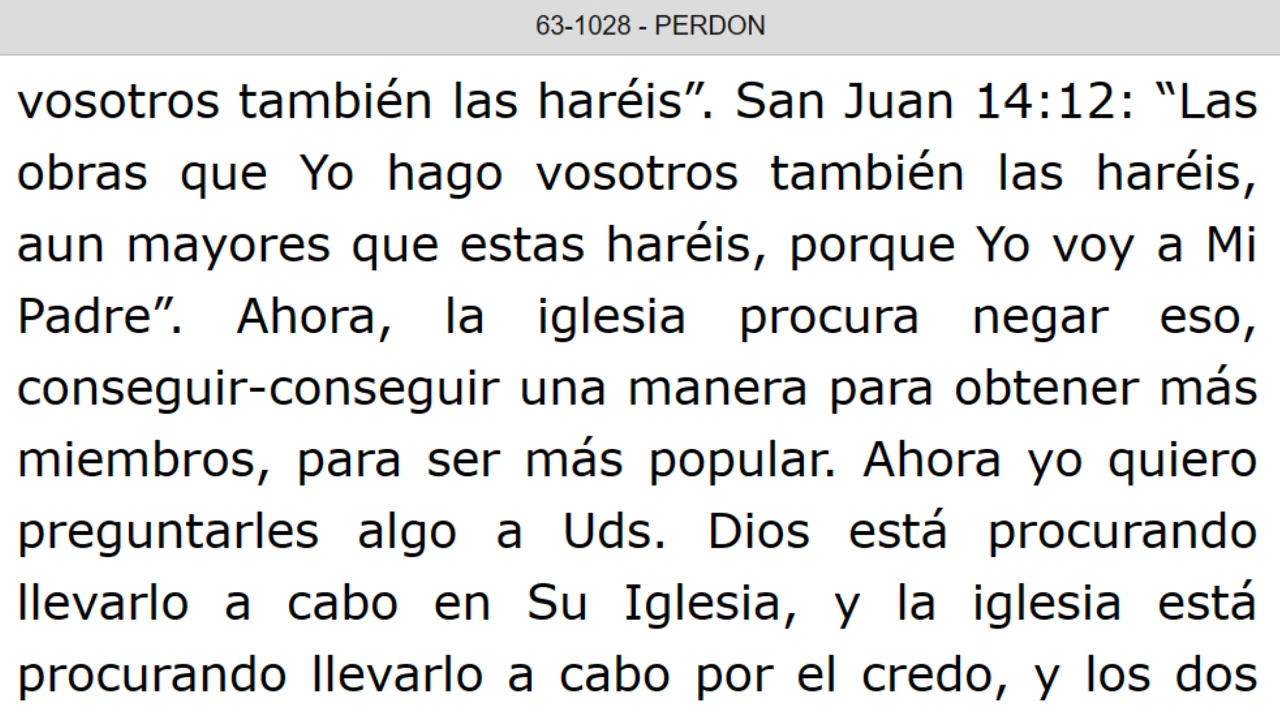 63-1028 - PERDON
vosotros también las haréis”. San Juan 14:12: “Las
obras que Yo hago vosotros también las haréis,
aun mayores que estas haréis, porque Yo voy a Mi
Padre”. Ahora, la iglesia procura negar eso,
conseguir-conseguir una manera para obtener más
miembros, para ser más popular. Ahora yo quiero
preguntarles algo a Uds. Dios está procurando
llevarlo a cabo en Su Iglesia, y la iglesia está
procurando llevarlo a cabo por el credo, y los dos